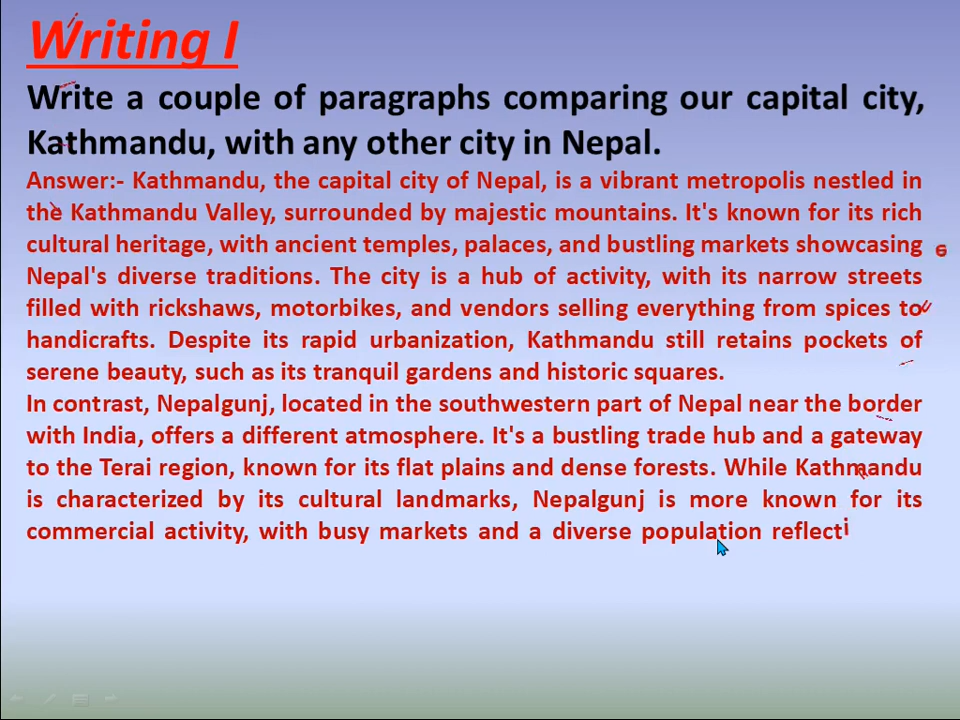 Writing I
Write a couple of paragraphs comparing our capital city,
Kathmandu, with any other city in Nepal.
Answer:- Kathmandu, the capital city of Nepal, is a vibrant metropolis nestled in
the Kathmandu Valley, surrounded by majestic mountains. It's known for its rich
cultural heritage, with ancient temples, palaces, and bustling markets showcasing
Nepal's diverse traditions. The city is a hub of activity, with its narrow streets
filled with rickshaws, motorbikes, and vendors selling everything from spices to
handicrafts. Despite its rapid urbanization, Kathmandu still retains pockets of
serene beauty, such as its tranquil gardens and historic squares.
In contrast, Nepalgunj, located in the southwestern part of Nepal near the border
with India, offers a different atmosphere. It's a bustling trade hub and a gateway
to the Terai region, known for its flat plains and dense forests. While Kathmandu
is characterized by its cultural landmarks, Nepalgunj is more known for its
commercial activity, with busy markets and a diverse population reflecti